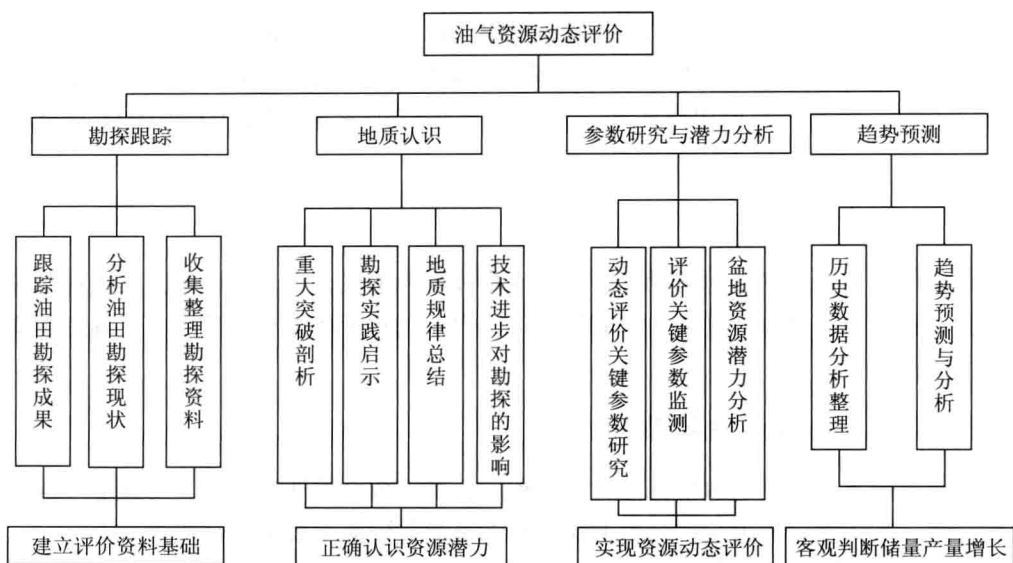 油气资源动态评价
勘探跟踪
地质认识
参数研究与潜力分析
趋势预测
跟踪油田勘探成果
分析油田勘探现状
收集整理勘探资料
重大突破剖析
勘探实践启示
地质规律总结
技术进步对勘探的影响
动态评价关键参数研究
评价关键参数监测
盆地资源潜力分析
历史数据分析整理
趋势预测与分析
建立评价资料基础
正确认识资源潜力
实现资源动态评价
客观判断储量产量增长